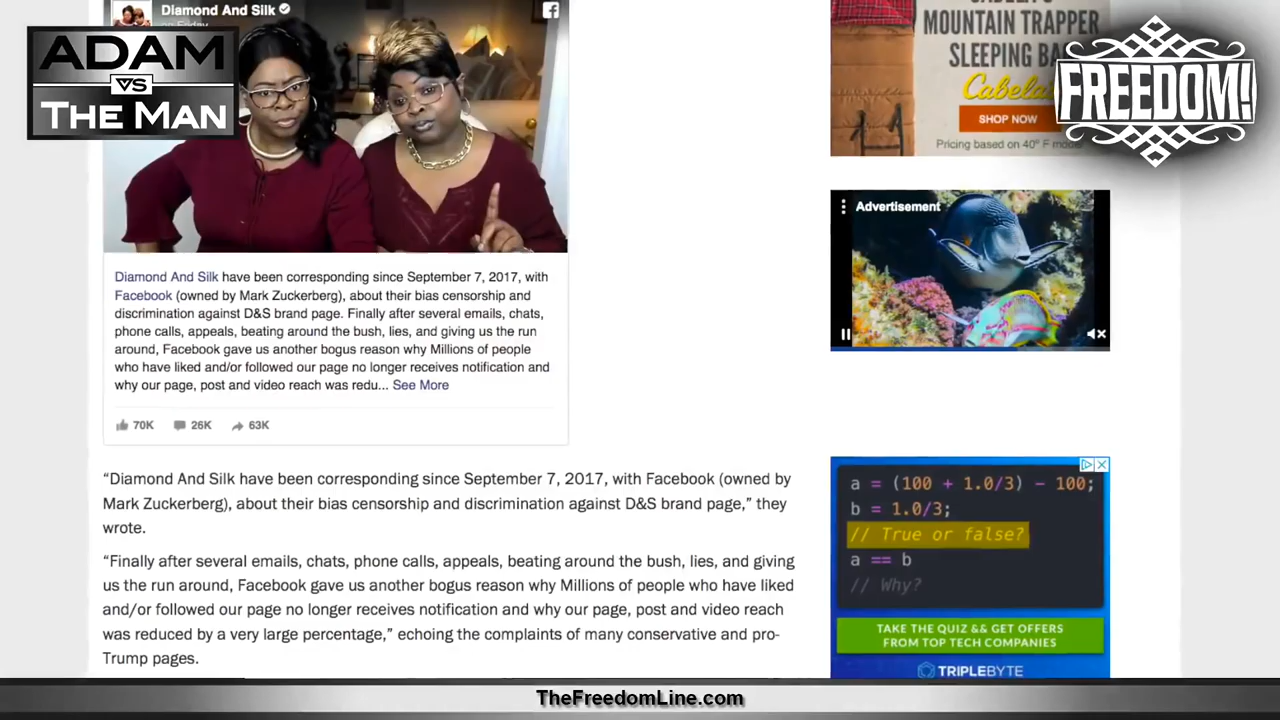 Diamond And Silk
on Friday
ADAM
VS
THE MAN
Diamond And Silk have been corresponding since September 7, 2017, with
Facebook (owned by Mark Zuckerberg), about their bias censorship and
discrimination against D&S brand page. Finally after several emails, chats,
phone calls, appeals, beating around the bush, lies, and giving us the run
around, Facebook gave us another bogus reason why Millions of people
who have liked and/or followed our page no longer receives notification and
why our page, post and video reach was redu... See More
70K 26K 63K
“Diamond And Silk have been corresponding since September 7, 2017, with Facebook (owned by
Mark Zuckerberg), about their bias censorship and discrimination against D&S brand page,” they
wrote.
“Finally after several emails, chats, phone calls, appeals, beating around the bush, lies, and giving
us the run around, Facebook gave us another bogus reason why Millions of people who have liked
and/or followed our page no longer receives notification and why our page, post and video reach
was reduced by a very large percentage,” echoing the complaints of many conservative and pro-
Trump pages.
MOUNTAIN TRAPPER
SLEEPING
SHOP NOW
Pricing based on 40° F
FREEDOM!
Advertisement
a = (100 + 1.0/3) - 100;
b = 1.0/3;
// True or false?
a == b
// Why?
TAKE THE QUIZ && GET OFFERS
FROM TOP TECH COMPANIES
TRIPLEBYTE
TheFreedomLine.com